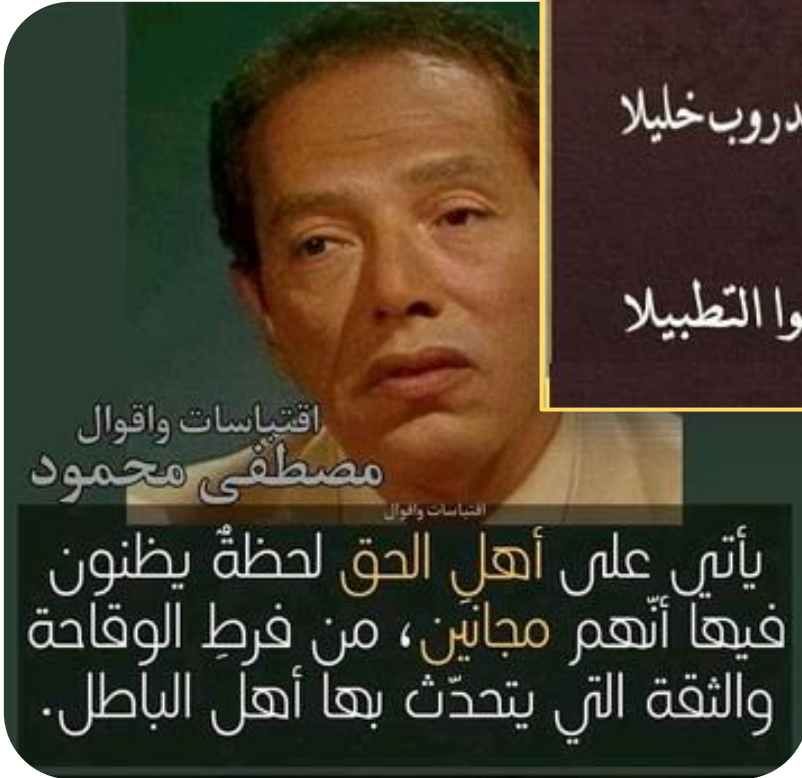 دروب خليلا
وا التطبيلا
اقتباسات واقوال
مصطفى محمود
اقتباسات واقوال
يأتي على أهلِ الحق لحظةٌ يظنون
فيها أنّهم مجانين، من فرطِ الوقاحة
والثقة التي يتحدّث بها أهل الباطل.